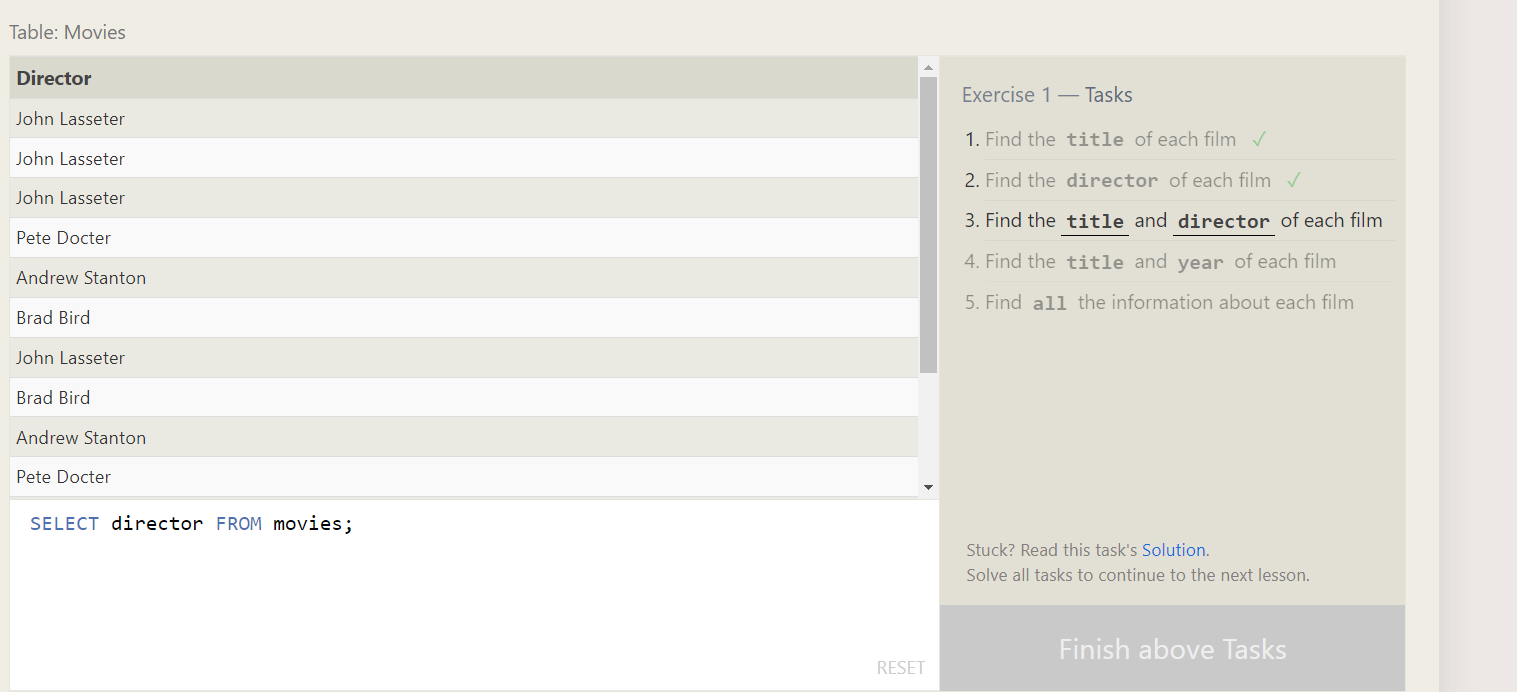 Table: Movies
Director
John Lasseter
John Lasseter
John Lasseter
Pete Docter
Andrew Stanton
Brad Bird
John Lasseter
Brad Bird
Andrew Stanton
Pete Docter
SELECT director FROM movies;
RESET
Exercise 1 — Tasks
1. Find the title of each film ✓
2. Find the director of each film ✓
3. Find the title and director of each film
4. Find the title and year of each film
5. Find all the information about each film
Stuck? Read this task's Solution.
Solve all tasks to continue to the next lesson.
Finish above Tasks